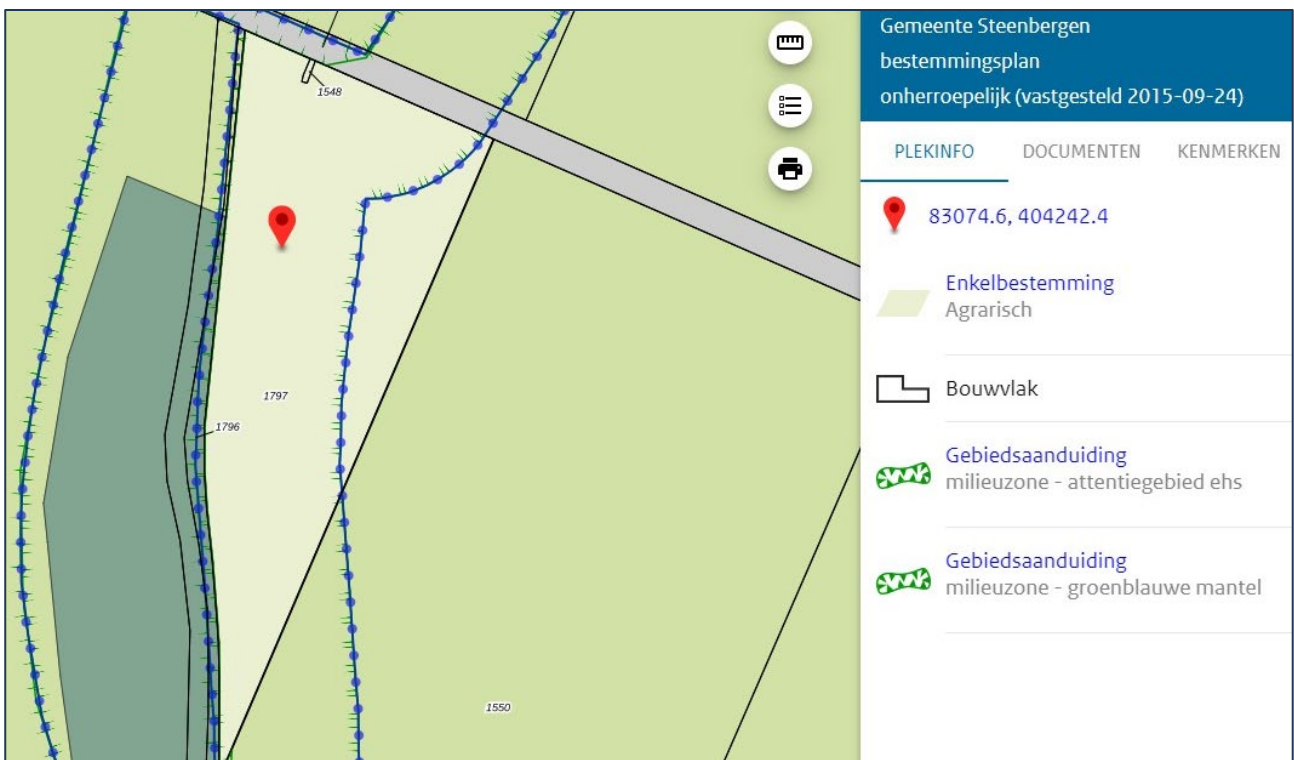 Gemeente Steenbergen
bestemmingsplan
onherroepelijk (vastgesteld 2015-09-24)
PLEKINFO DOCUMENTEN KENMERKEN
83074.6, 404242.4
Enkelbestemming
Agrarisch
Bouwvlak
Gebiedsaanduiding
milieuzone - attentiegebied ehs
Gebiedsaanduiding
milieuzone - groenblauwe mantel
1548
1797
1796
1550